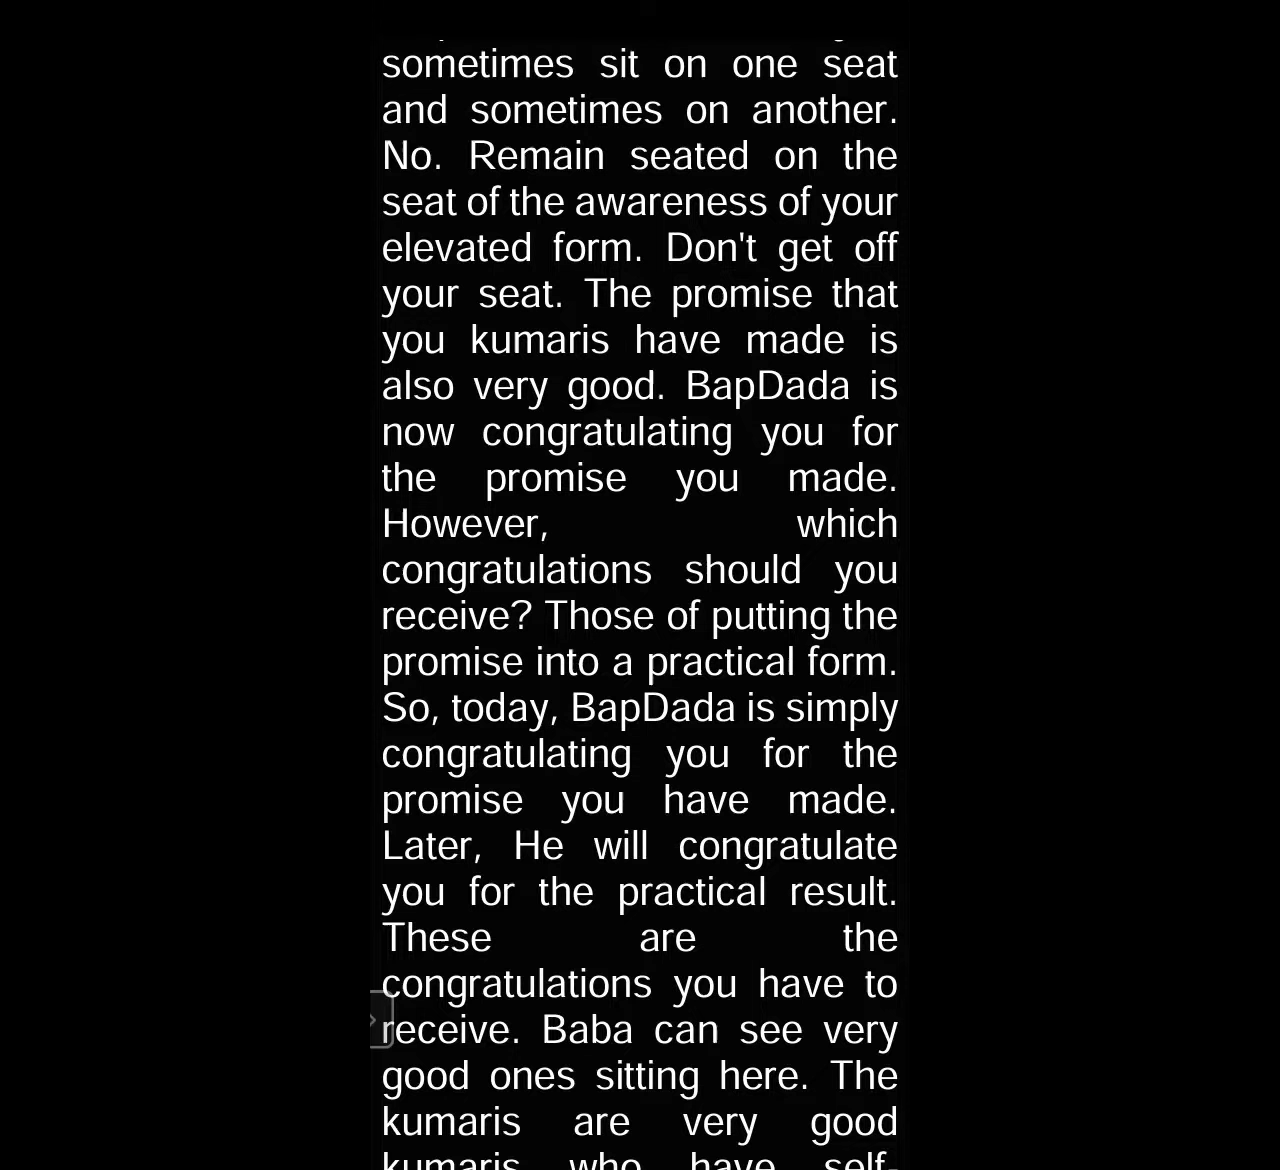 sometimes sit on one seat
and sometimes on another.
No. Remain seated on the
seat of the awareness of your
elevated form. Don't get off
your seat. The promise that
you kumaris have made is
also very good. BapDada is
now congratulating you for
the promise you made.
However, which
congratulations should you
receive? Those of putting the
promise into a practical form.
So, today, BapDada is simply
congratulating you for the
promise you have made.
Later, He will congratulate
you for the practical result.
These are the
congratulations you have to
receive. Baba can see very
good ones sitting here. The
kumaris are very good
kumaris who have self-